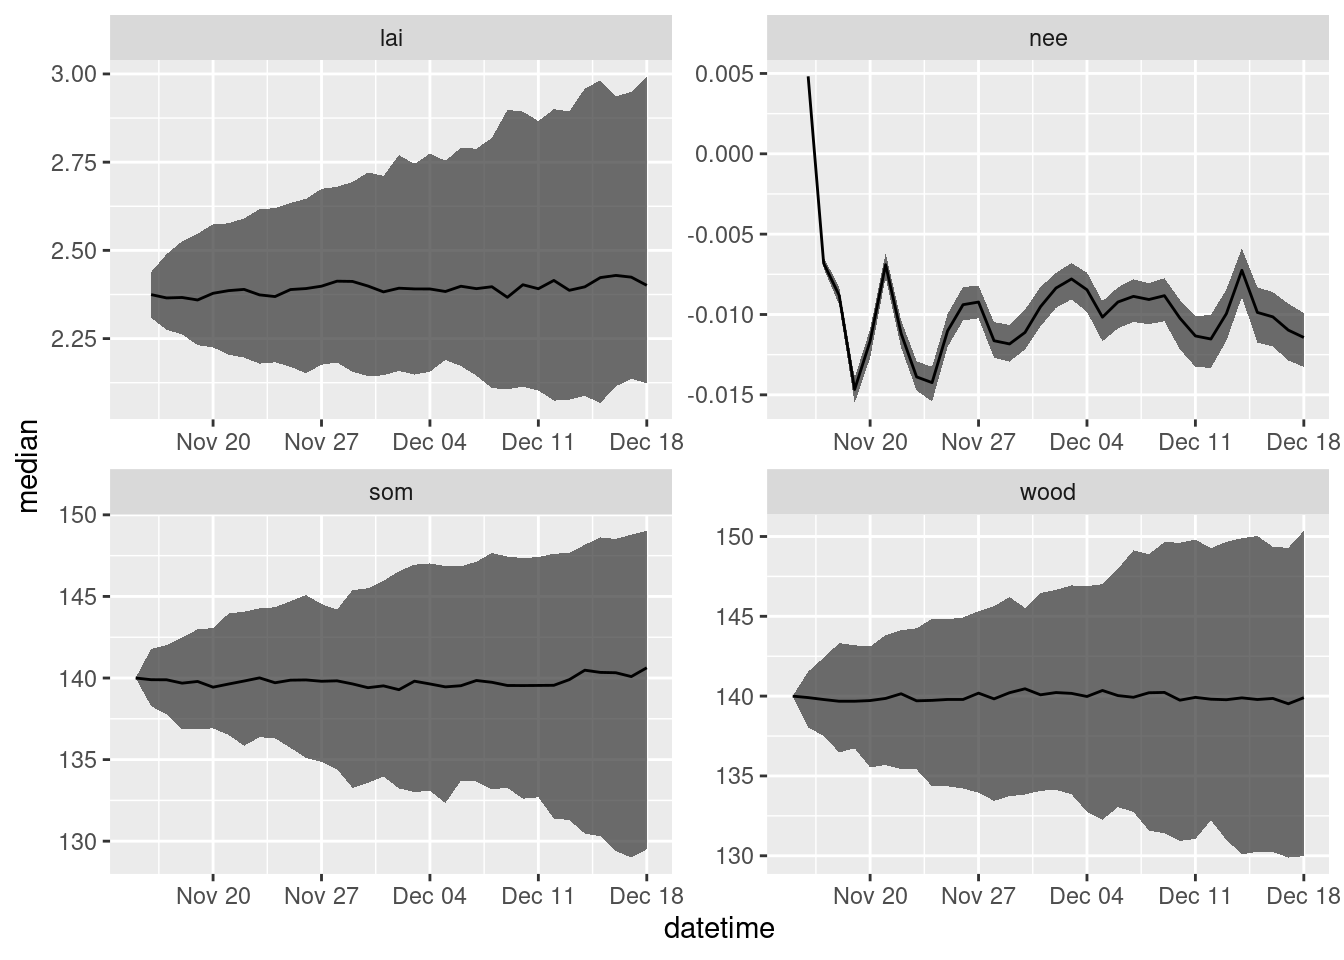 lai
nee
3.00
2.75
2.50
2.25
0.005
0.000
-0.005
-0.010
-0.015
Nov 20 Nov 27 Dec 04 Dec 11 Dec 18
Nov 20 Nov 27 Dec 04 Dec 11 Dec 18
median
som
wood
150
145
140
135
130
150
145
140
135
130
Nov 20 Nov 27 Dec 04 Dec 11 Dec 18
Nov 20 Nov 27 Dec 04 Dec 11 Dec 18
datetime